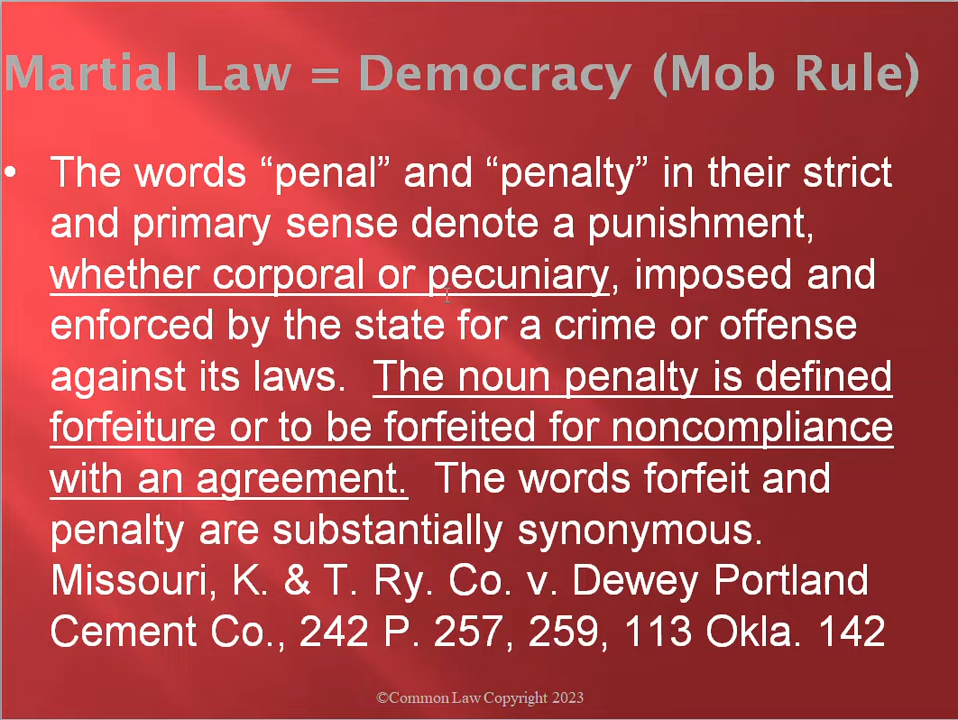 Martial Law = Democracy (Mob Rule)
• The words “penal” and “penalty” in their strict
and primary sense denote a punishment,
whether corporal or pecuniary, imposed and
enforced by the state for a crime or offense
against its laws. The noun penalty is defined
forfeiture or to be forfeited for noncompliance
with an agreement. The words forfeit and
penalty are substantially synonymous.
Missouri, K. & T. Ry. Co. v. Dewey Portland
Cement Co., 242 P. 257, 259, 113 Okla. 142
©Common Law Copyright 2023